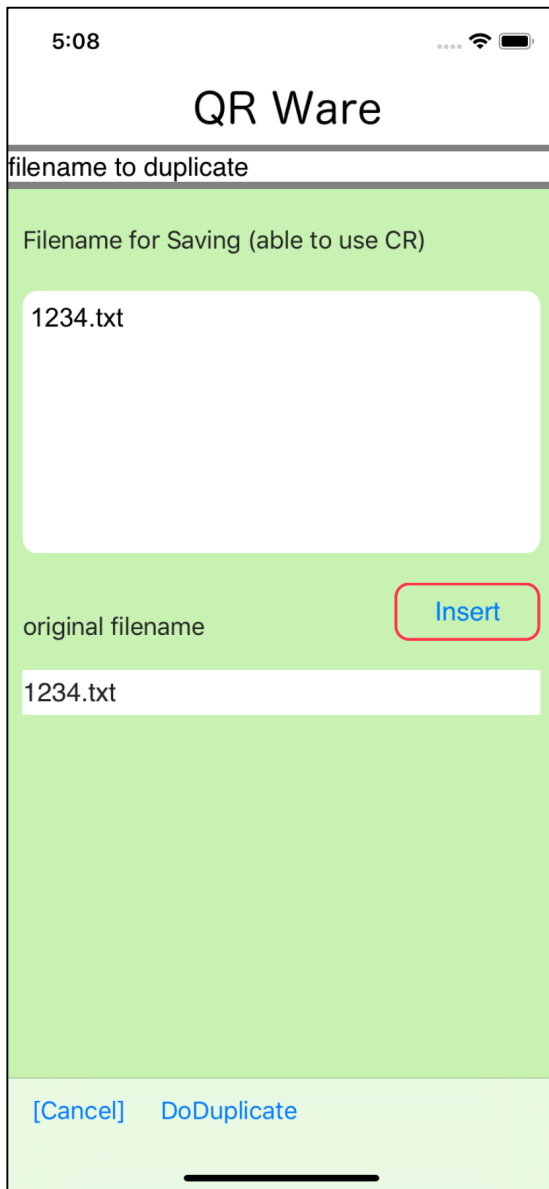 5:08
QR Ware
filename to duplicate
Filename for Saving (able to use CR)
1234.txt
Insert
original filename
1234.txt
[Cancel] DoDuplicate